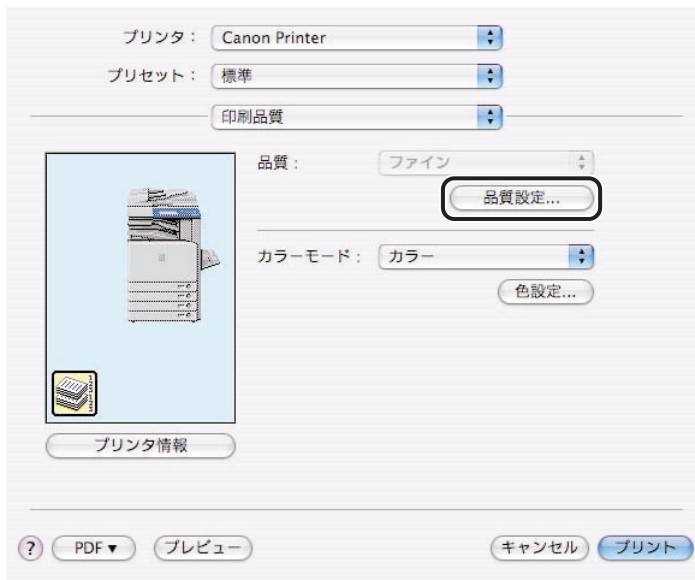 プリンタ： Canon Printer
プリセット： 標準
印刷品質
品質： ファイン
品質設定...
カラーモード： カラー
色設定...
プリンタ情報
? PDF▼ プレビュー キャンセル プリント